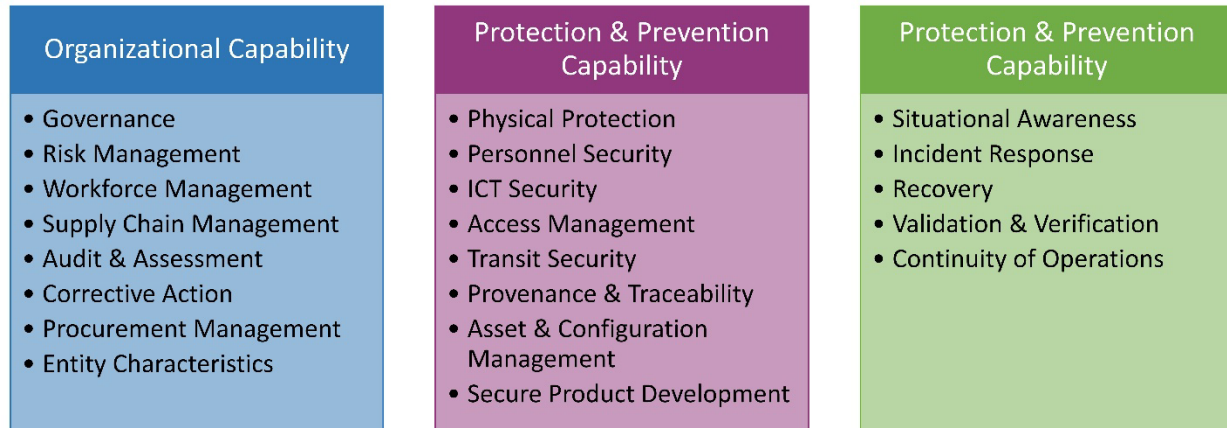 Organizational Capability
• Governance
• Risk Management
• Workforce Management
• Supply Chain Management
• Audit & Assessment
• Corrective Action
• Procurement Management
• Entity Characteristics
Protection & Prevention
Capability
• Physical Protection
• Personnel Security
• ICT Security
• Access Management
• Transit Security
• Provenance & Traceability
• Asset & Configuration
Management
• Secure Product Development
Protection & Prevention
Capability
• Situational Awareness
• Incident Response
• Recovery
• Validation & Verification
• Continuity of Operations